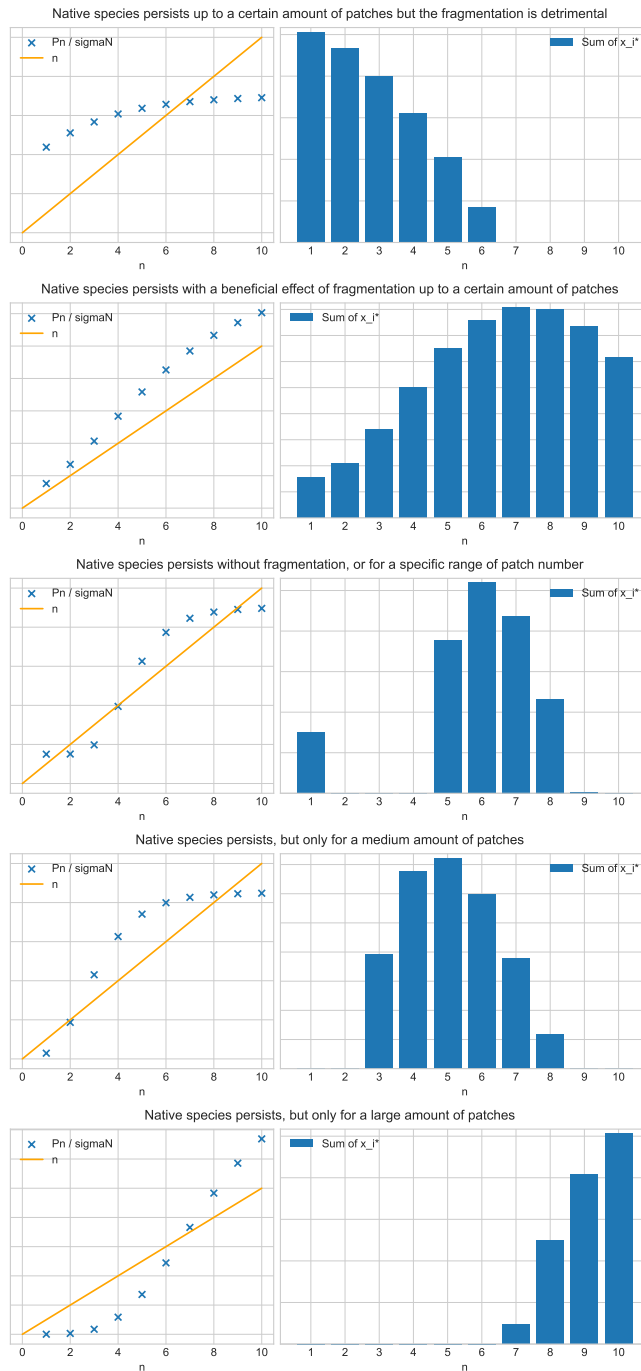 Native species persists up to a certain amount of patches but the fragmentation is detrimental
Pn / sigmaN
n
0 2 4 6 8 10
n
Sum of x_i*
1 2 3 4 5 6 7 8 9 10
n
Native species persists with a beneficial effect of fragmentation up to a certain amount of patches
Pn / sigmaN
n
0 2 4 6 8 10
n
Sum of x_i*
1 2 3 4 5 6 7 8 9 10
n
Native species persists without fragmentation, or for a specific range of patch number
Pn / sigmaN
n
0 2 4 6 8 10
n
Sum of x_i*
1 2 3 4 5 6 7 8 9 10
n
Native species persists, but only for a medium amount of patches
Pn / sigmaN
n
0 2 4 6 8 10
n
Sum of x_i*
1 2 3 4 5 6 7 8 9 10
n
Native species persists, but only for a large amount of patches
Pn / sigmaN
n
0 2 4 6 8 10
n
Sum of x_i*
1 2 3 4 5 6 7 8 9 10
n